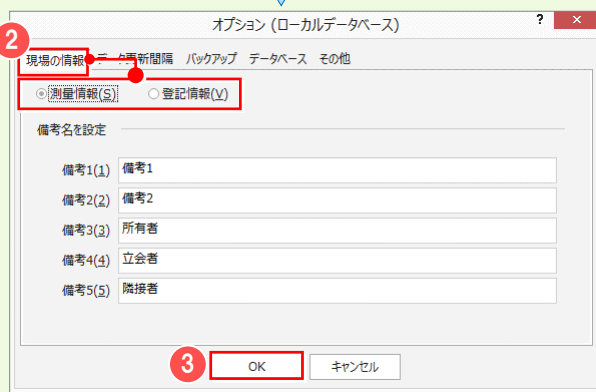 オプション (ローカルデータベース)
?
×
2
現場の情報 データ更新間隔 バックアップ データベース その他
測量情報(S) 登記情報(V)
備考名を設定
備考1(1) 備考1
備考2(2) 備考2
備考3(3) 所有者
備考4(4) 立会者
備考5(5) 隣接者
3
OK キャンセル